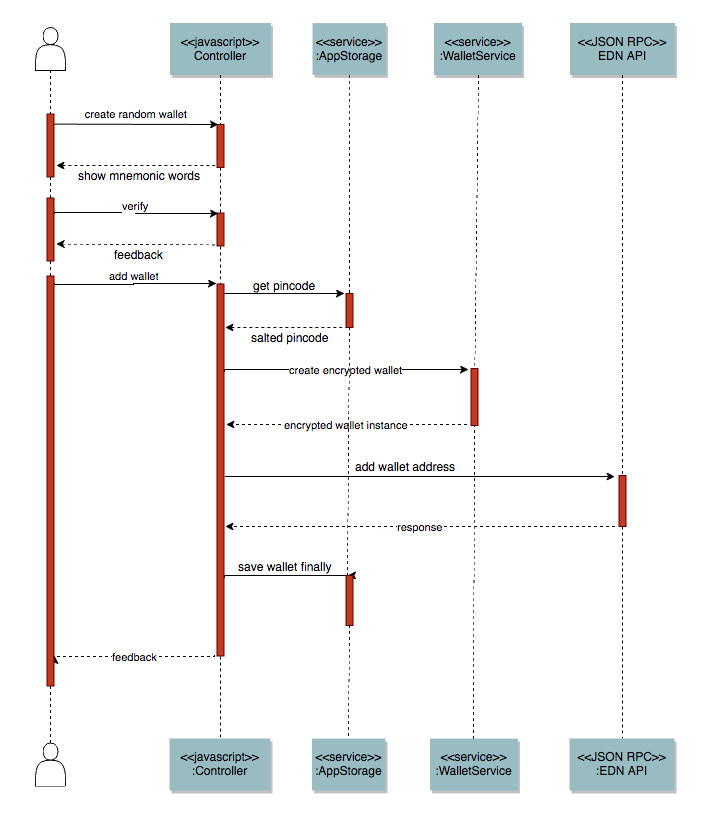 <<javascript>>
Controller
<<service>>
:AppStorage
<<service>>
:WalletService
<<JSON RPC>>
EDN API
create random wallet
show mnemonic words
verify
feedback
add wallet
get pincode
salted pincode
create encrypted wallet
encrypted wallet instance
add wallet address
response
save wallet finally
feedback
<<javascript>>
:Controller
<<service>>
:AppStorage
<<service>>
:WalletService
<<JSON RPC>>
:EDN API